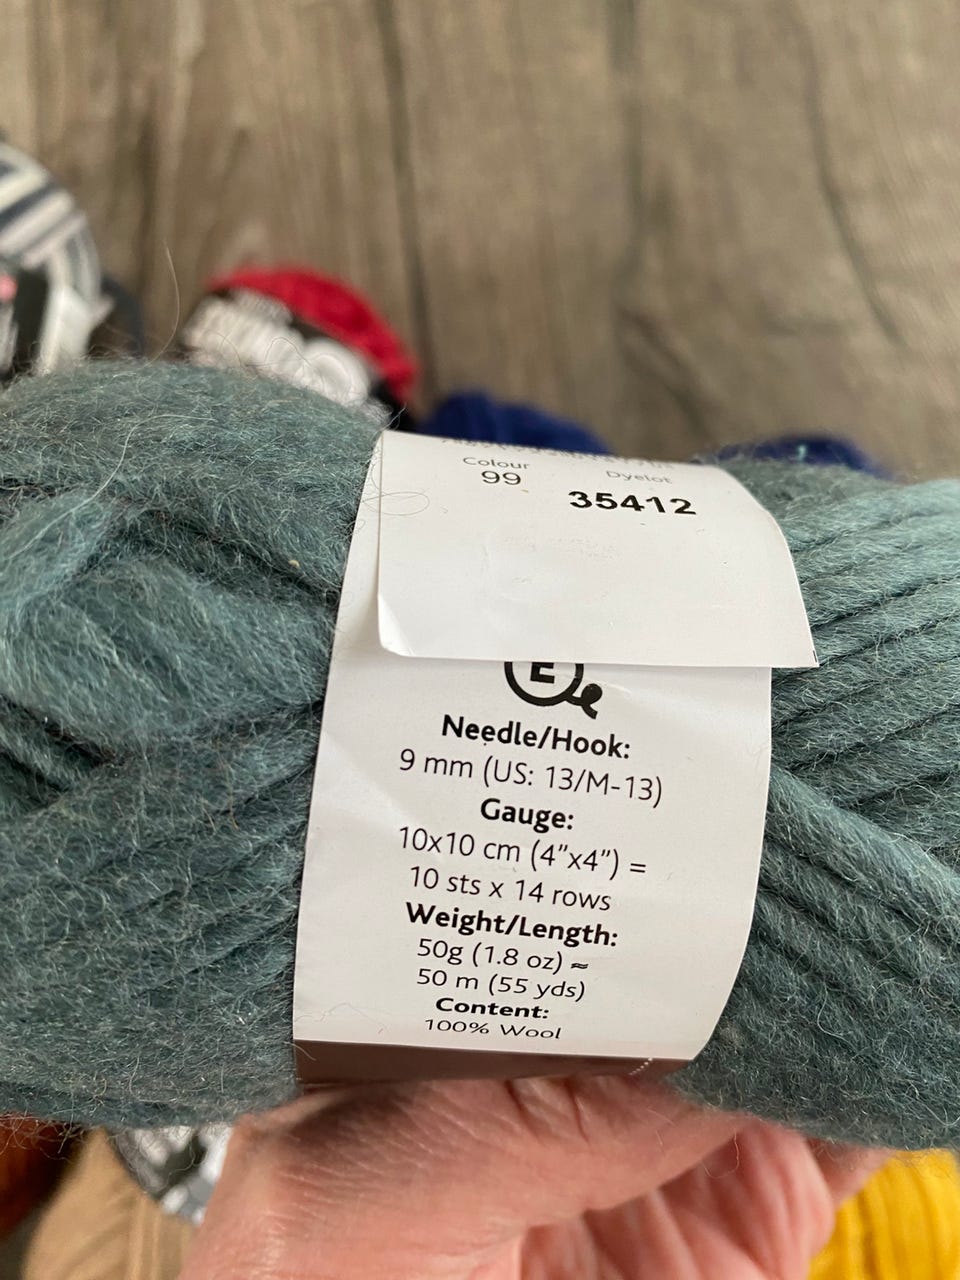 Colour Dyelot
99 35412
E
Needle/Hook:
9 mm (US: 13/M-13)
Gauge:
10x10 cm (4”x4”) =
10 sts x 14 rows
Weight/Length:
50g (1.8 oz) ≈
50 m (55 yds)
Content:
100% Wool